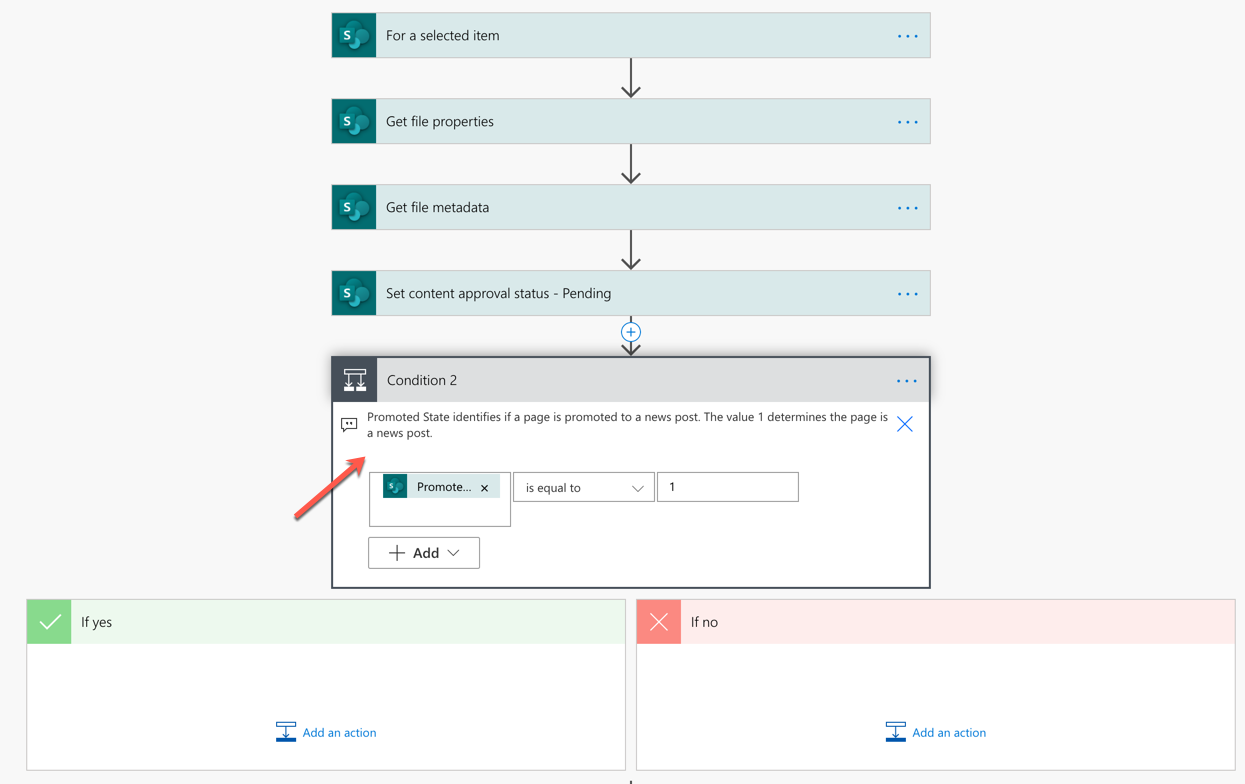 For a selected item
Get file properties
Get file metadata
Set content approval status - Pending
Condition 2
Promoted State identifies if a page is promoted to a news post. The value 1 determines the page is
a news post.
Promote... is equal to 1
Add
If yes
If no
Add an action
Add an action